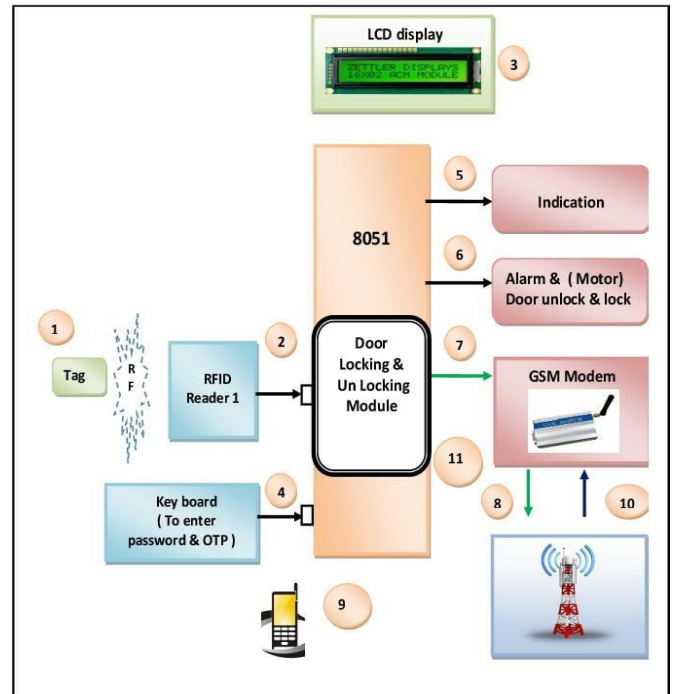 LCD display
ZETTLER DISPLAYS
16X02 ACM MODULE
3
5
Indication
8051
6
Alarm & ( Motor)
Door unlock & lock
1
Tag
R
F
2
RFID
Reader 1
Door
Locking &
Un Locking
Module
7
GSM Modem
11
4
Key board
( To enter
password & OTP )
8
10
9